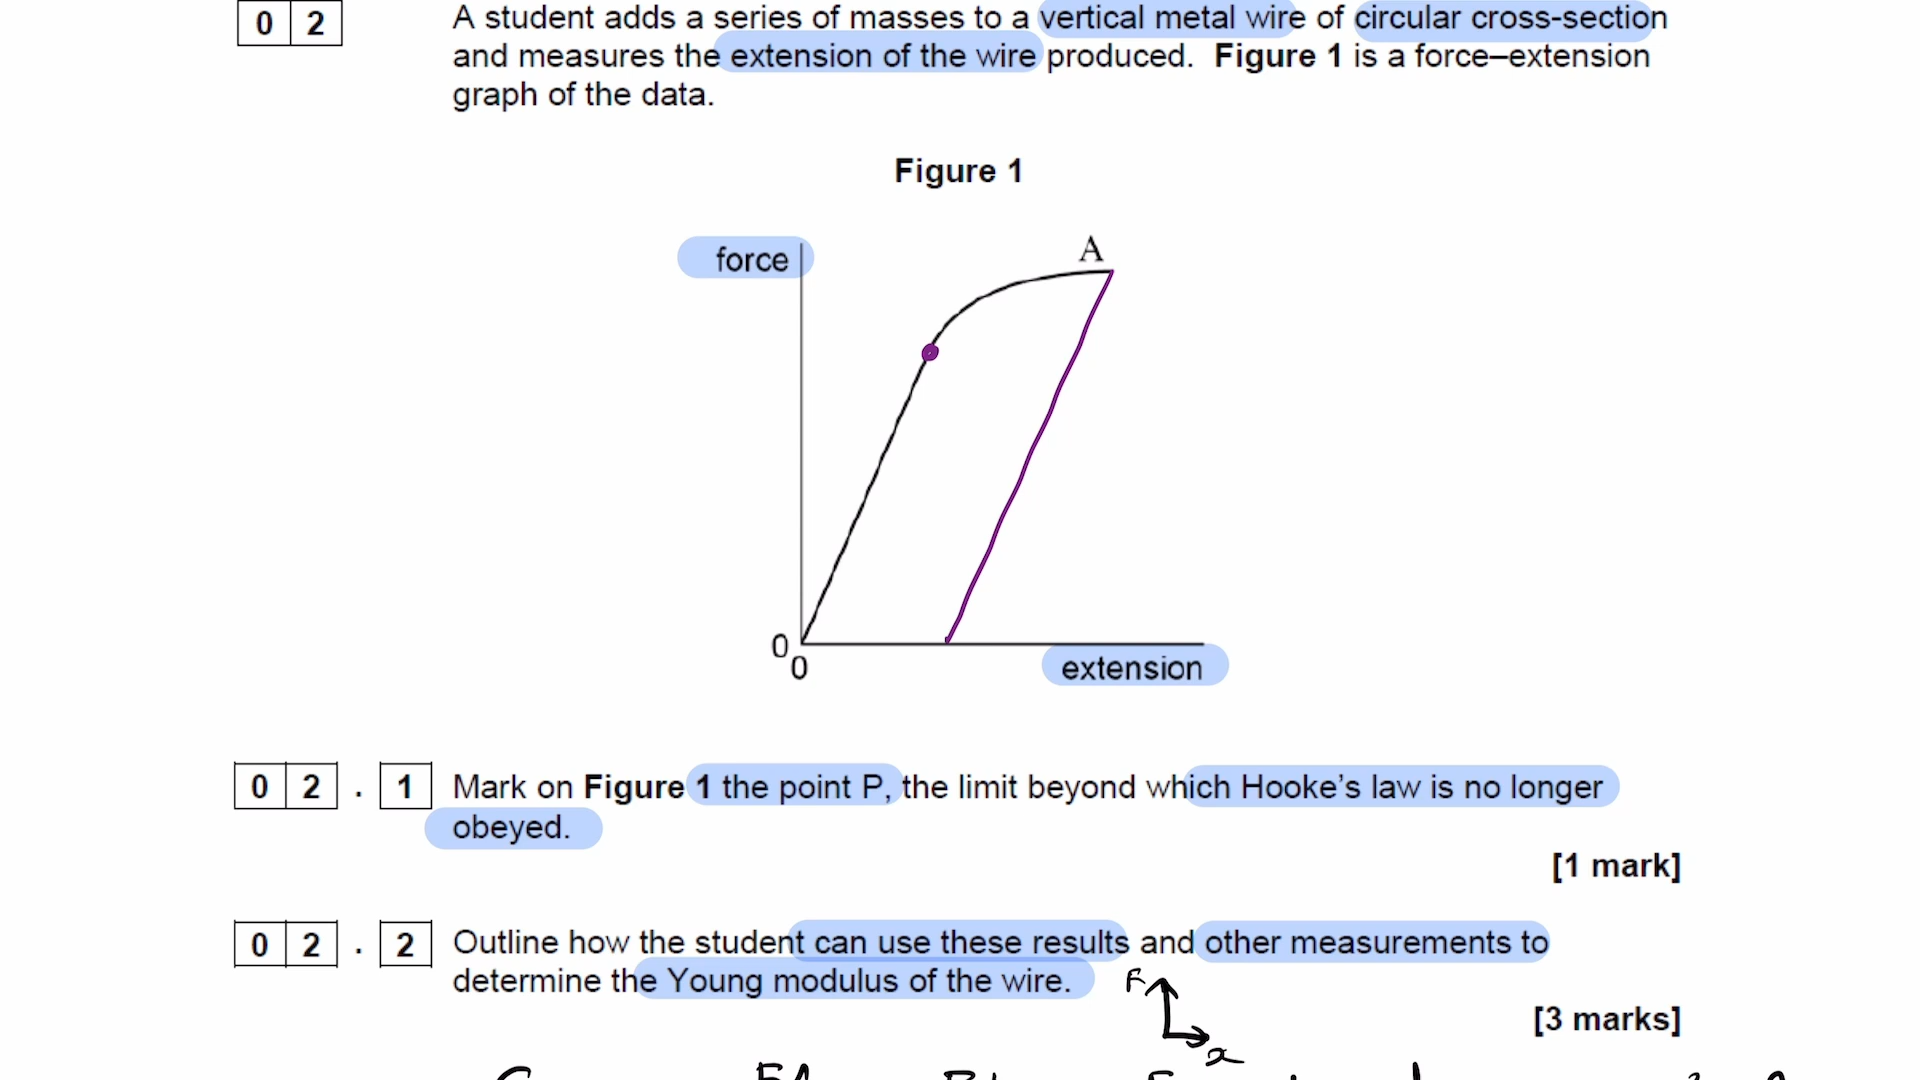 0 2 A student adds a series of masses to a vertical metal wire of circular cross-section
and measures the extension of the wire produced. Figure 1 is a force–extension
graph of the data.
Figure 1
force
A
0
0
extension
0 2 . 1 Mark on Figure 1 the point P, the limit beyond which Hooke's law is no longer
obeyed.
[1 mark]
0 2 . 2 Outline how the student can use these results and other measurements to
determine the Young modulus of the wire.
F
[3 marks]
x